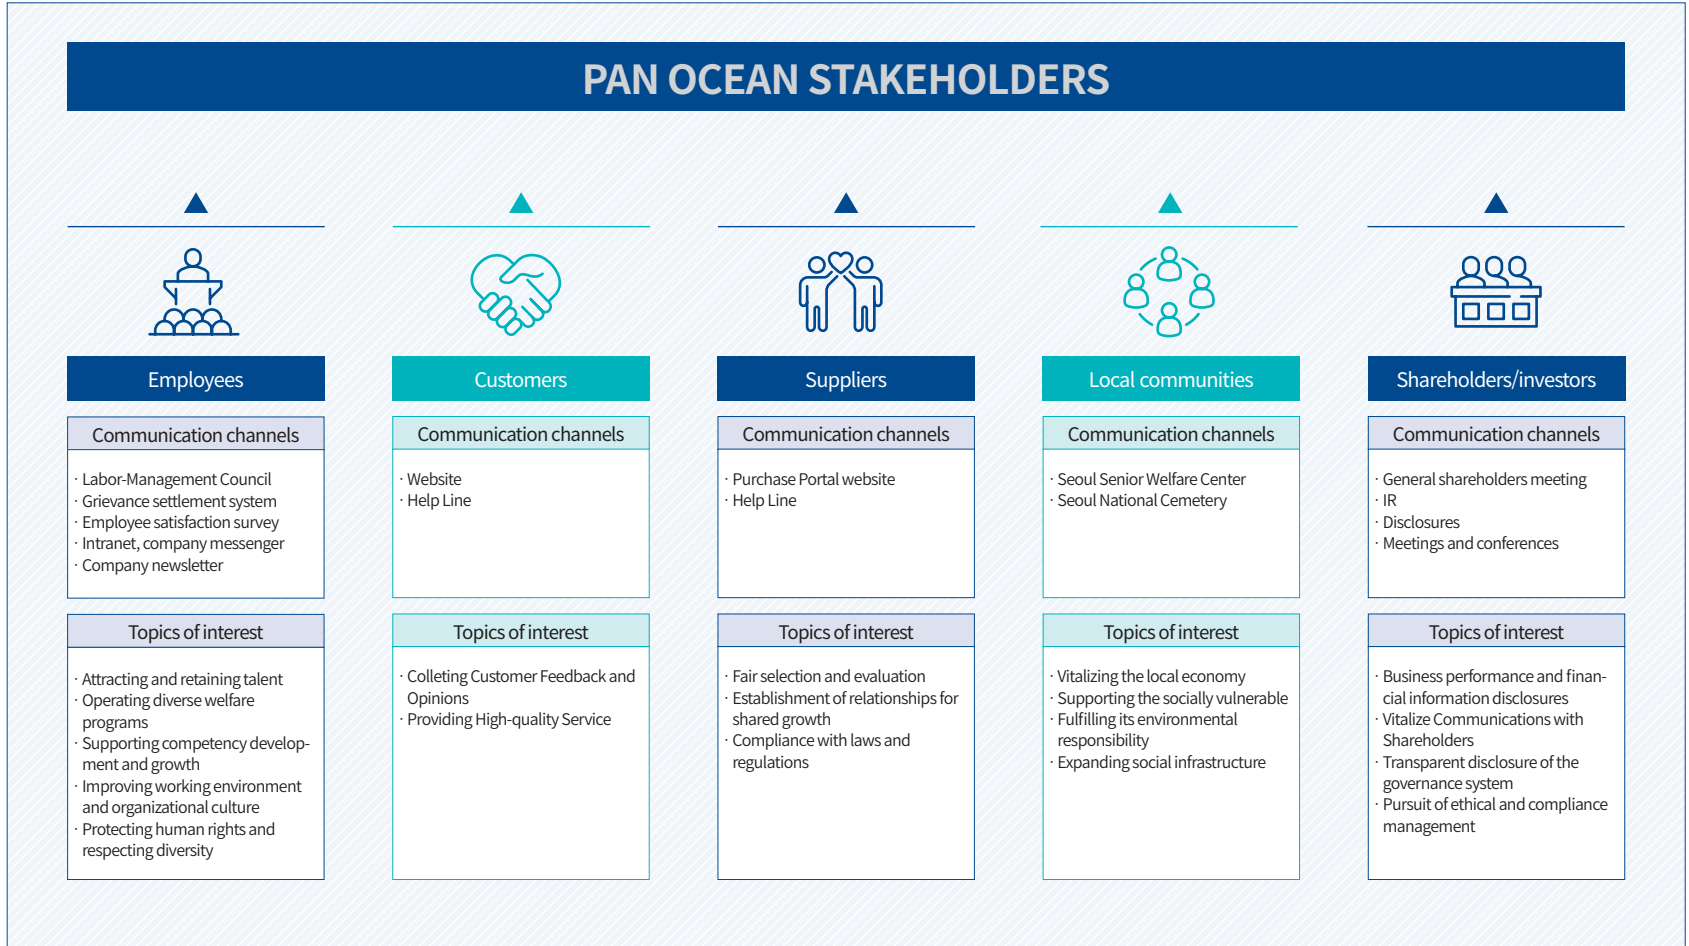 PAN OCEAN STAKEHOLDERS
Employees
Communication channels
· Labor-Management Council
· Grievance settlement system
· Employee satisfaction survey
· Intranet, company messenger
· Company newsletter
Topics of interest
· Attracting and retaining talent
· Operating diverse welfare
programs
· Supporting competency develop-
ment and growth
· Improving working environment
and organizational culture
· Protecting human rights and
respecting diversity
Customers
Communication channels
· Website
· Help Line
Topics of interest
· Colleting Customer Feedback and
Opinions
· Providing High-quality Service
Suppliers
Communication channels
· Purchase Portal website
· Help Line
Topics of interest
· Fair selection and evaluation
· Establishment of relationships for
shared growth
· Compliance with laws and
regulations
Local communities
Communication channels
· Seoul Senior Welfare Center
· Seoul National Cemetery
Topics of interest
· Vitalizing the local economy
· Supporting the socially vulnerable
· Fulfilling its environmental
responsibility
· Expanding social infrastructure
Shareholders/investors
Communication channels
· General shareholders meeting
· IR
· Disclosures
· Meetings and conferences
Topics of interest
· Business performance and finan-
cial information disclosures
· Vitalize Communications with
Shareholders
· Transparent disclosure of the
governance system
· Pursuit of ethical and compliance
management